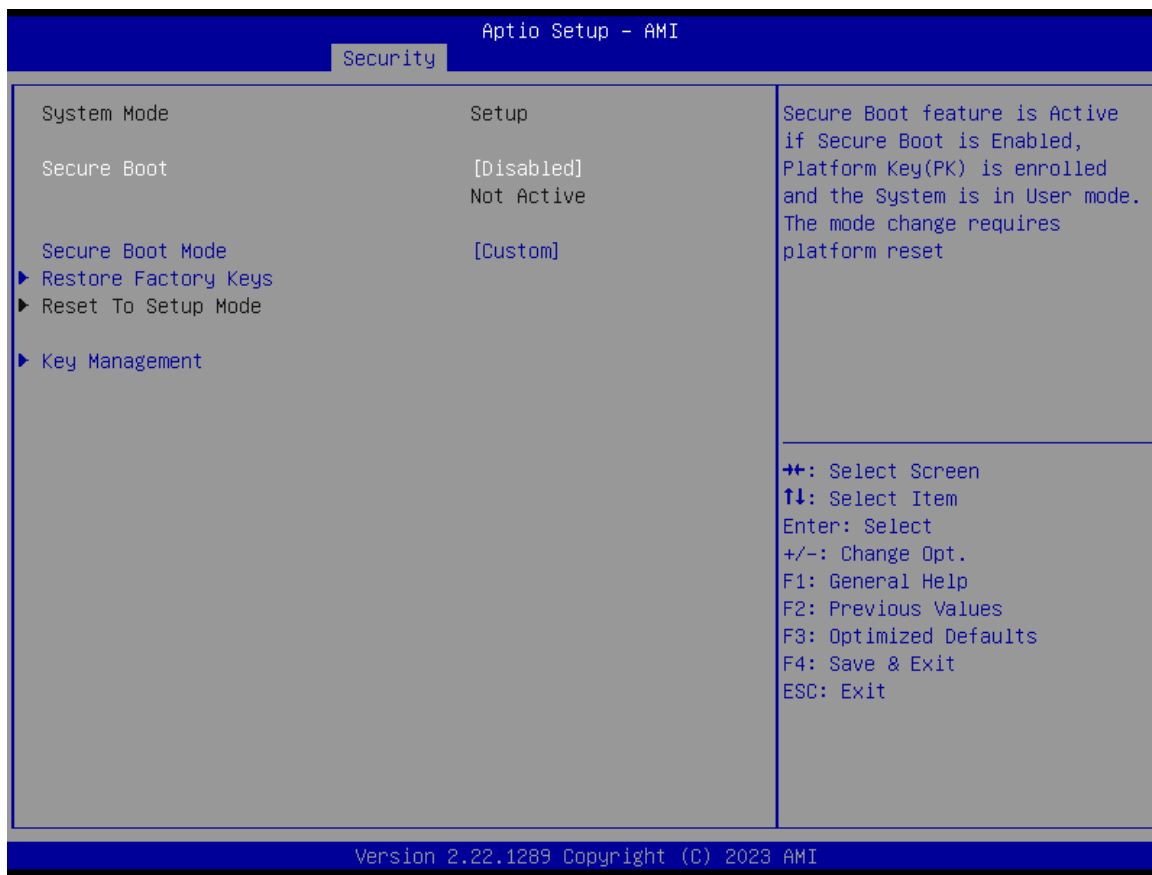 Aptio Setup – AMI
Security
System Mode Setup
Secure Boot [Disabled]
Not Active
Secure Boot Mode [Custom]
▶ Restore Factory Keys
▶ Reset To Setup Mode
▶ Key Management
Secure Boot feature is Active
if Secure Boot is Enabled,
Platform Key(PK) is enrolled
and the System is in User mode.
The mode change requires
platform reset
→←: Select Screen
↑↓: Select Item
Enter: Select
+/-: Change Opt.
F1: General Help
F2: Previous Values
F3: Optimized Defaults
F4: Save & Exit
ESC: Exit
Version 2.22.1289 Copyright (C) 2023 AMI